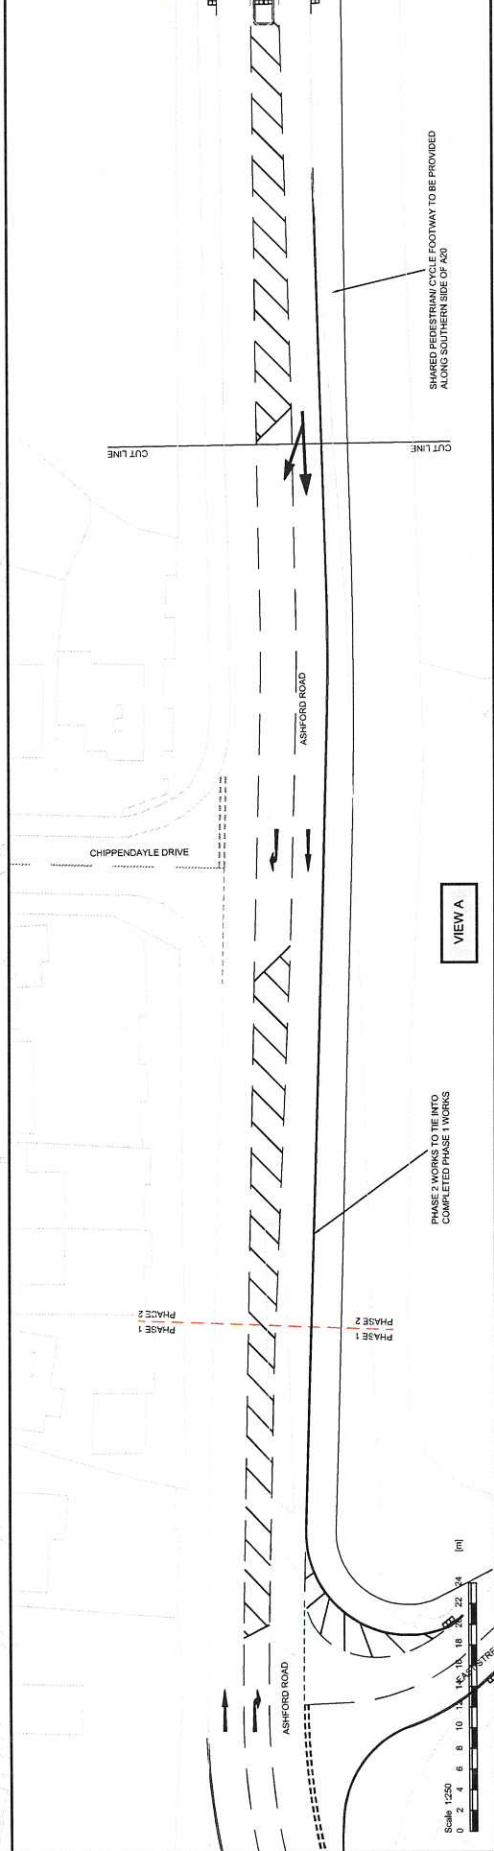 SHARED PEDESTRIAN/ CYCLE FOOTWAY TO BE PROVIDED
ALONG SOUTHERN SIDE OF A20
CUT LINE
CUT LINE
ASHFORD ROAD
CHIPPENDAYLE DRIVE
VIEW A
PHASE 2 WORKS TO TIE INTO
COMPLETED PHASE 1 WORKS
PHASE 2
PHASE 1
PHASE 2
PHASE 1
ASHFORD ROAD
Scale 1:250
0 2 4 6 8 10 12 14 16 18 20 22 24 [m]